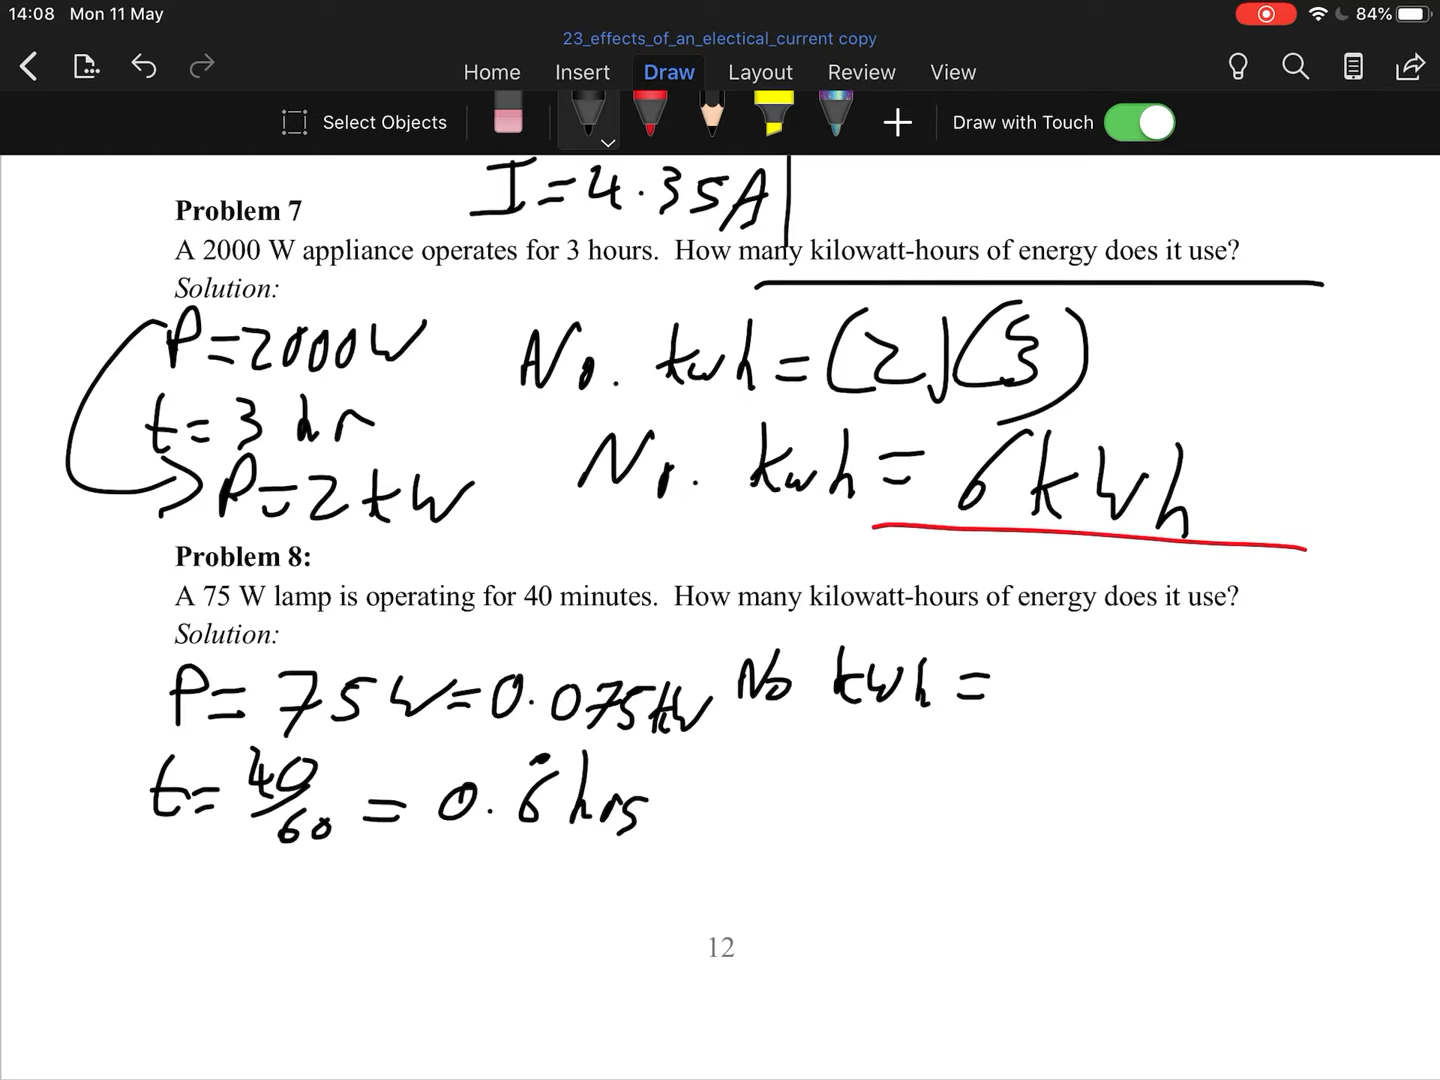 14:08 Mon 11 May 84%
23_effects_of_an_electical_current copy
Home Insert Draw Layout Review View
Select Objects Draw with Touch
I = 4.35A
Problem 7
A 2000 W appliance operates for 3 hours. How many kilowatt-hours of energy does it use?
Solution:
P = 2000W
t = 3 hr
P = 2kW
No. kwh = (2)(3)
No. kwh = 6kWh
Problem 8:
A 75 W lamp is operating for 40 minutes. How many kilowatt-hours of energy does it use?
Solution:
P = 75W = 0.075kW No kwh =
t = 40/60 = 0.6̇ hrs
12